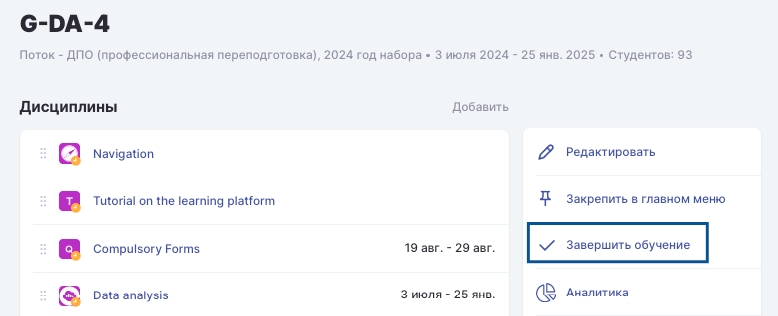 G-DA-4
Поток - ДПО (профессиональная переподготовка), 2024 год набора • 3 июля 2024 - 25 янв. 2025 • Студентов: 93
Дисциплины
Добавить
Navigation
T Tutorial on the learning platform
Q Compulsory Forms 19 авг. - 29 авг.
Data analysis 3 июля - 25 янв.
Редактировать
Закрепить в главном меню
Завершить обучение
Аналитика